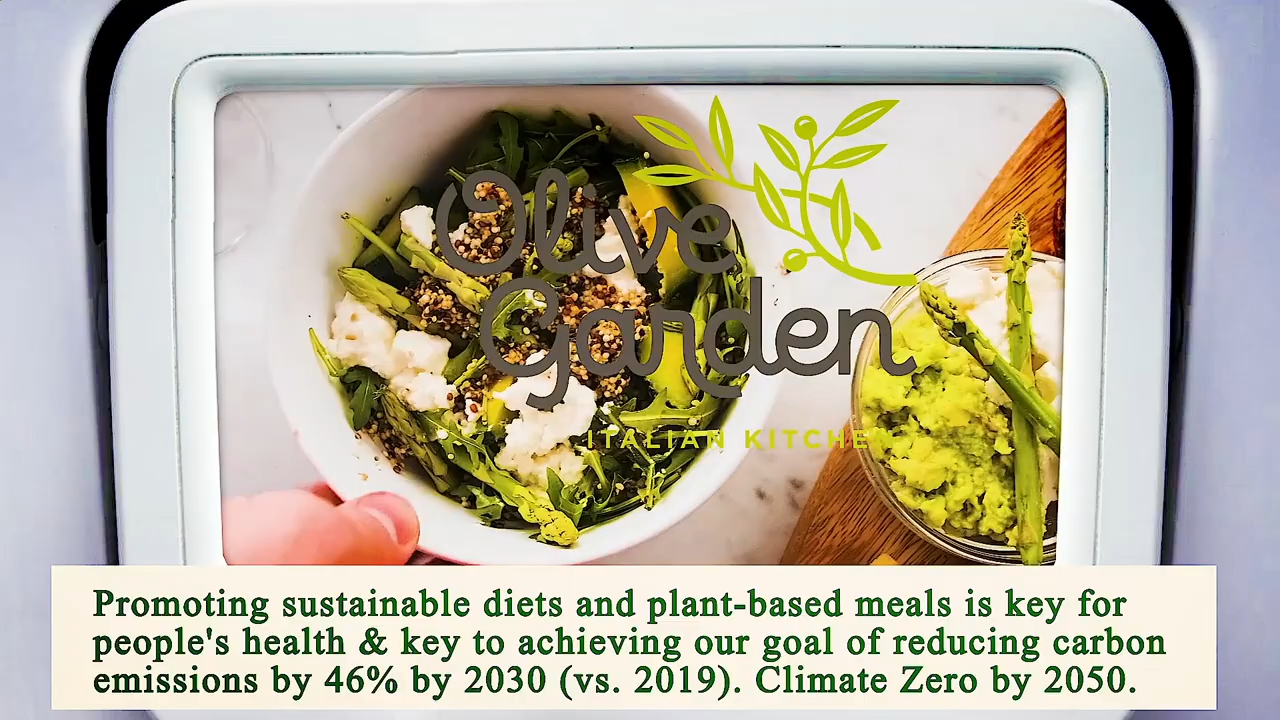 Olive
Garden
ITALIAN KITCHEN
Promoting sustainable diets and plant-based meals is key for
people's health & key to achieving our goal of reducing carbon
emissions by 46% by 2030 (vs. 2019). Climate Zero by 2050.